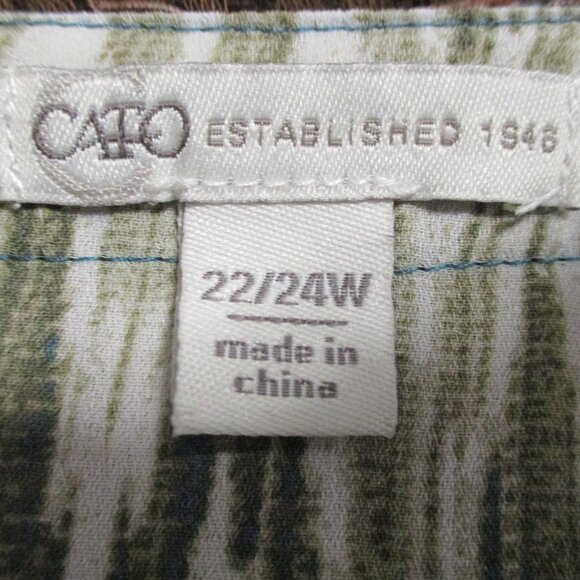 CATO ESTABLISHED 1946
22/24W
made in
china